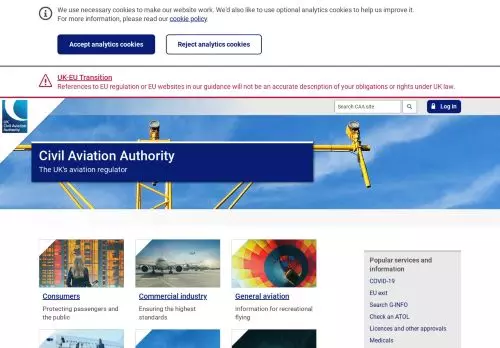 We use necessary cookies to make our website work. We'd also like to use optional analytics cookies to help us improve it.
For more information, please read our cookie policy
Accept analytics cookies
Reject analytics cookies
UK-EU Transition
References to EU regulation or EU websites in our guidance will not be an accurate description of your obligations or rights under UK law.
UK
Civil Aviation
Authority
Search CAA site
Log in
Civil Aviation Authority
The UK's aviation regulator
Consumers
Protecting passengers and
the public
Commercial industry
Ensuring the highest
standards
General aviation
Information for recreational
flying
Popular services and
information
COVID-19
EU exit
Search G-INFO
Check an ATOL
Licences and other approvals
Medicals